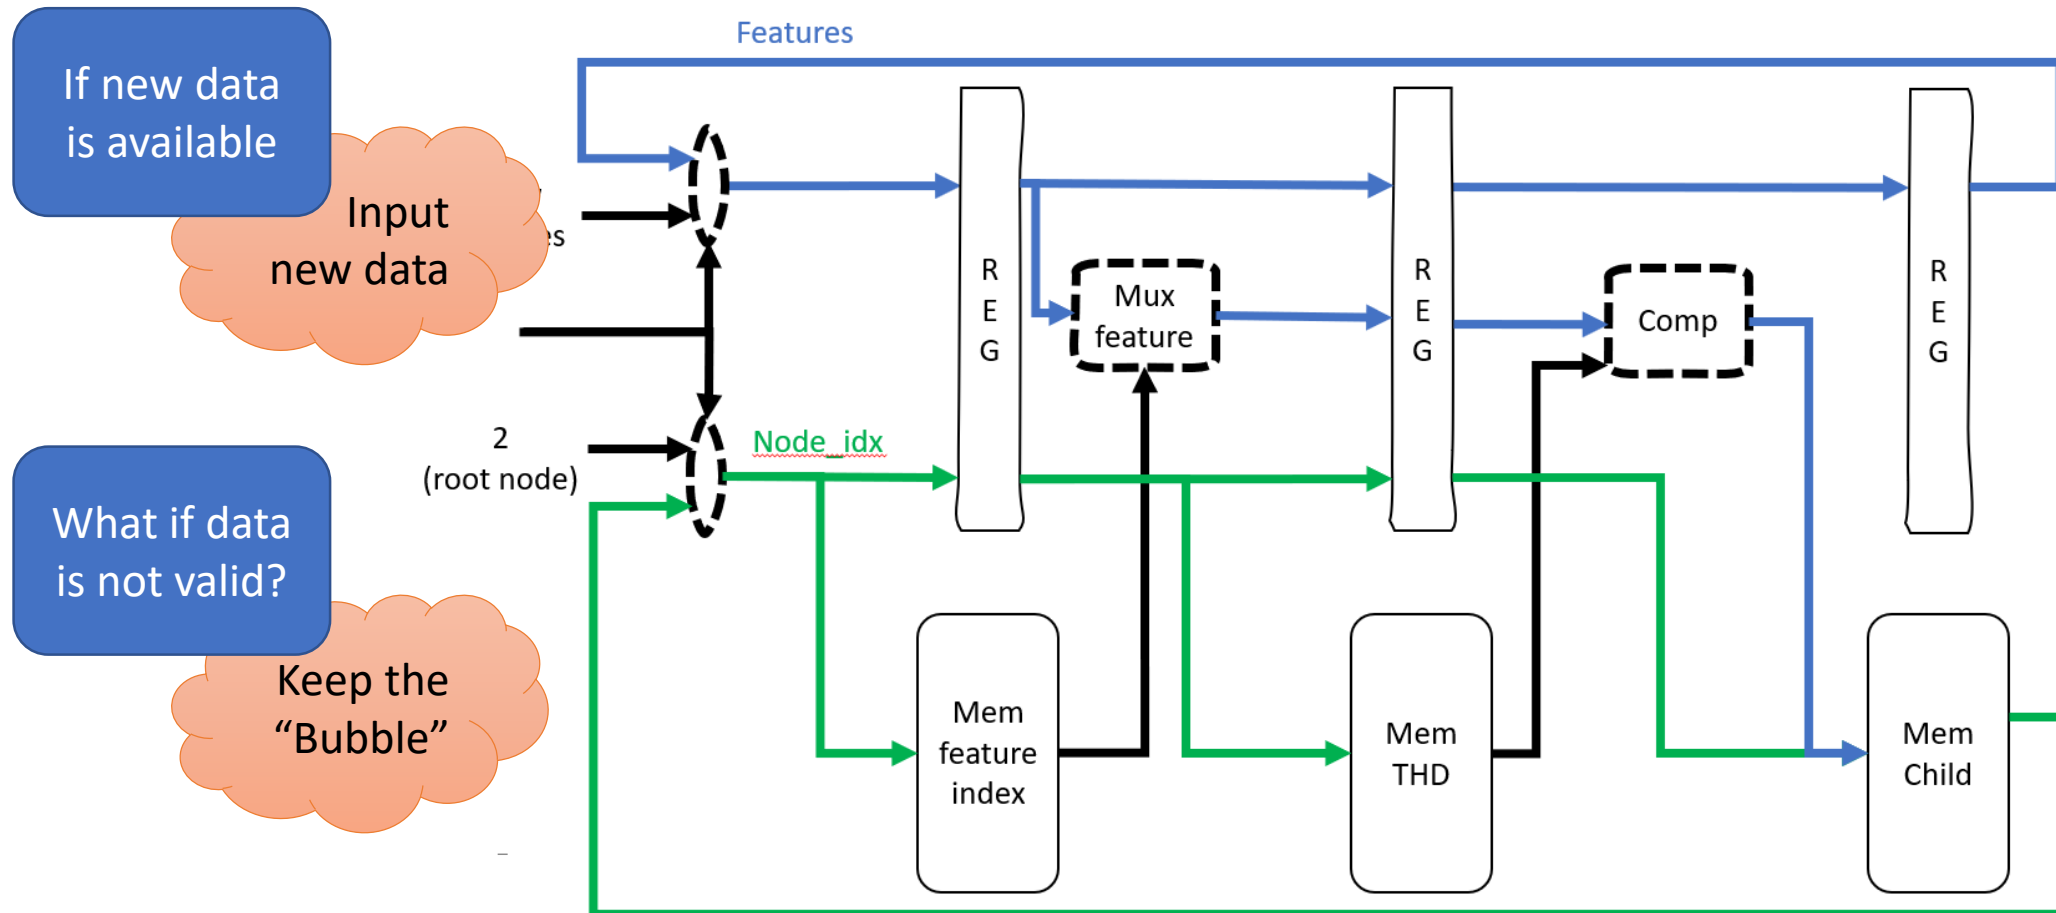 If new data
is available
Input
new data
es
What if data
is not valid?
Keep the
“Bubble”
Features
2
(root node)
Node_idx
R
E
G
Mux
feature
R
E
G
Comp
R
E
G
Mem
feature
index
Mem
THD
Mem
Child